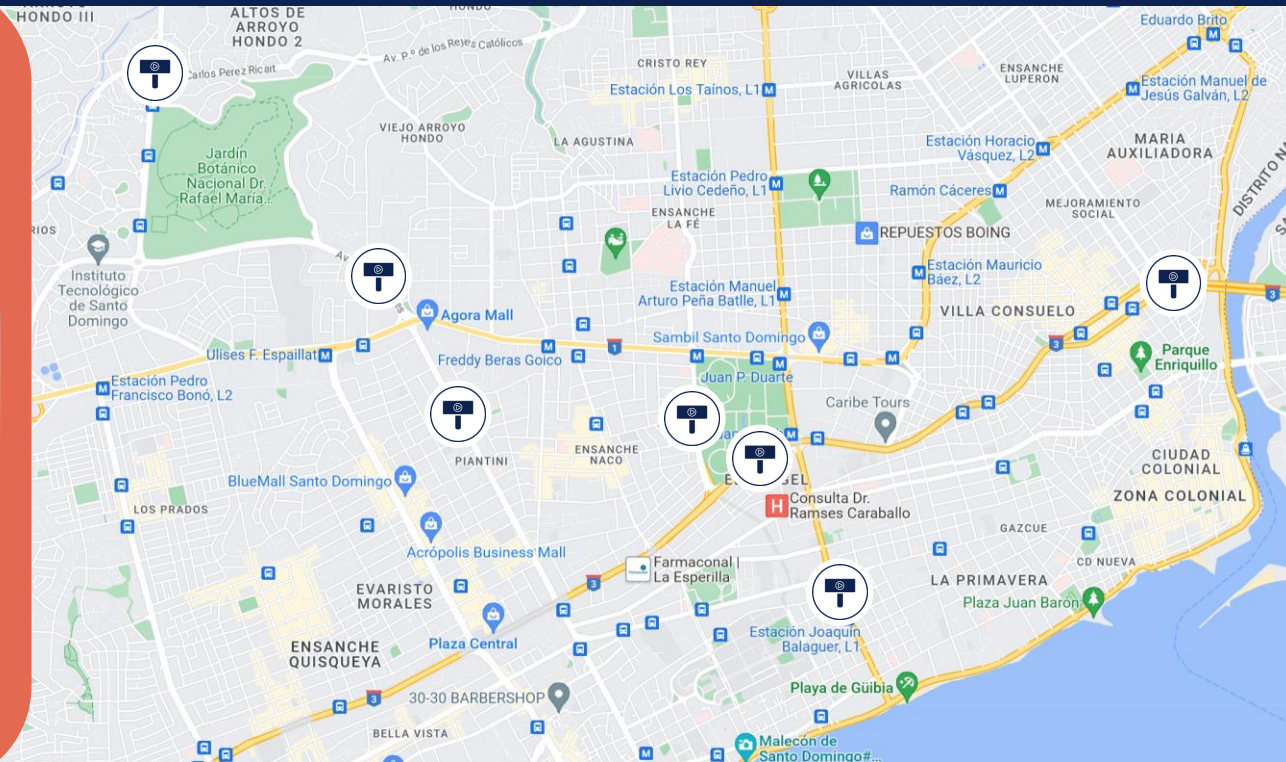 HONDO III
ALTOS DE
ARROYO
HONDO 2
HONDO
Av. P.º de los Reyes Católicos
Carlos Perez Ricart
CRISTO REY
Estación Los Taínos, L1
VILLAS
AGRICOLAS
ENSANCHE
LUPERON
Eduardo Brito
Estación Manuel de
Jesús Galván, L2
VIEJO ARROYO
HONDO
LA AGUSTINA
Estación Horacio
Vásquez, L2
MARIA
AUXILIADORA
Jardín
Botánico
Nacional Dr.
Rafael María...
Estación Pedro
Livio Cedeño, L1
Ramón Cáceres
MEJORAMIENTO
SOCIAL
ENSANCHE
LA FÉ
REPUESTOS BOING
RIOS
Instituto
Tecnológico
de Santo
Domingo
Av
Estación Mauricio
Báez, L2
Estación Manuel
Arturo Peña Batlle, L1
VILLA CONSUELO
3
Agora Mall
Sambil Santo Domingo
1
3
Ulises F. Espaillat
Freddy Beras Goico
Parque
Enriquillo
Estación Pedro
Francisco Bonó, L2
Juan P. Duarte
Caribe Tours
PIANTINI
ENSANCHE
NACO
CIUDAD
COLONIAL
BlueMall Santo Domingo
LOS PRADOS
H
Consulta Dr.
Ramses Caraballo
ZONA COLONIAL
GAZCUE
Acrópolis Business Mall
Farmaconal |
La Esperilla
3
CD NUEVA
EVARISTO
MORALES
LA PRIMAVERA
Plaza Juan Barón
Plaza Central
Estación Joaquín
Balaguer, L1
ENSANCHE
QUISQUEYA
3
30-30 BARBERSHOP
Playa de Güibia
BELLA VISTA
Malecón de
Santo Domingo#...